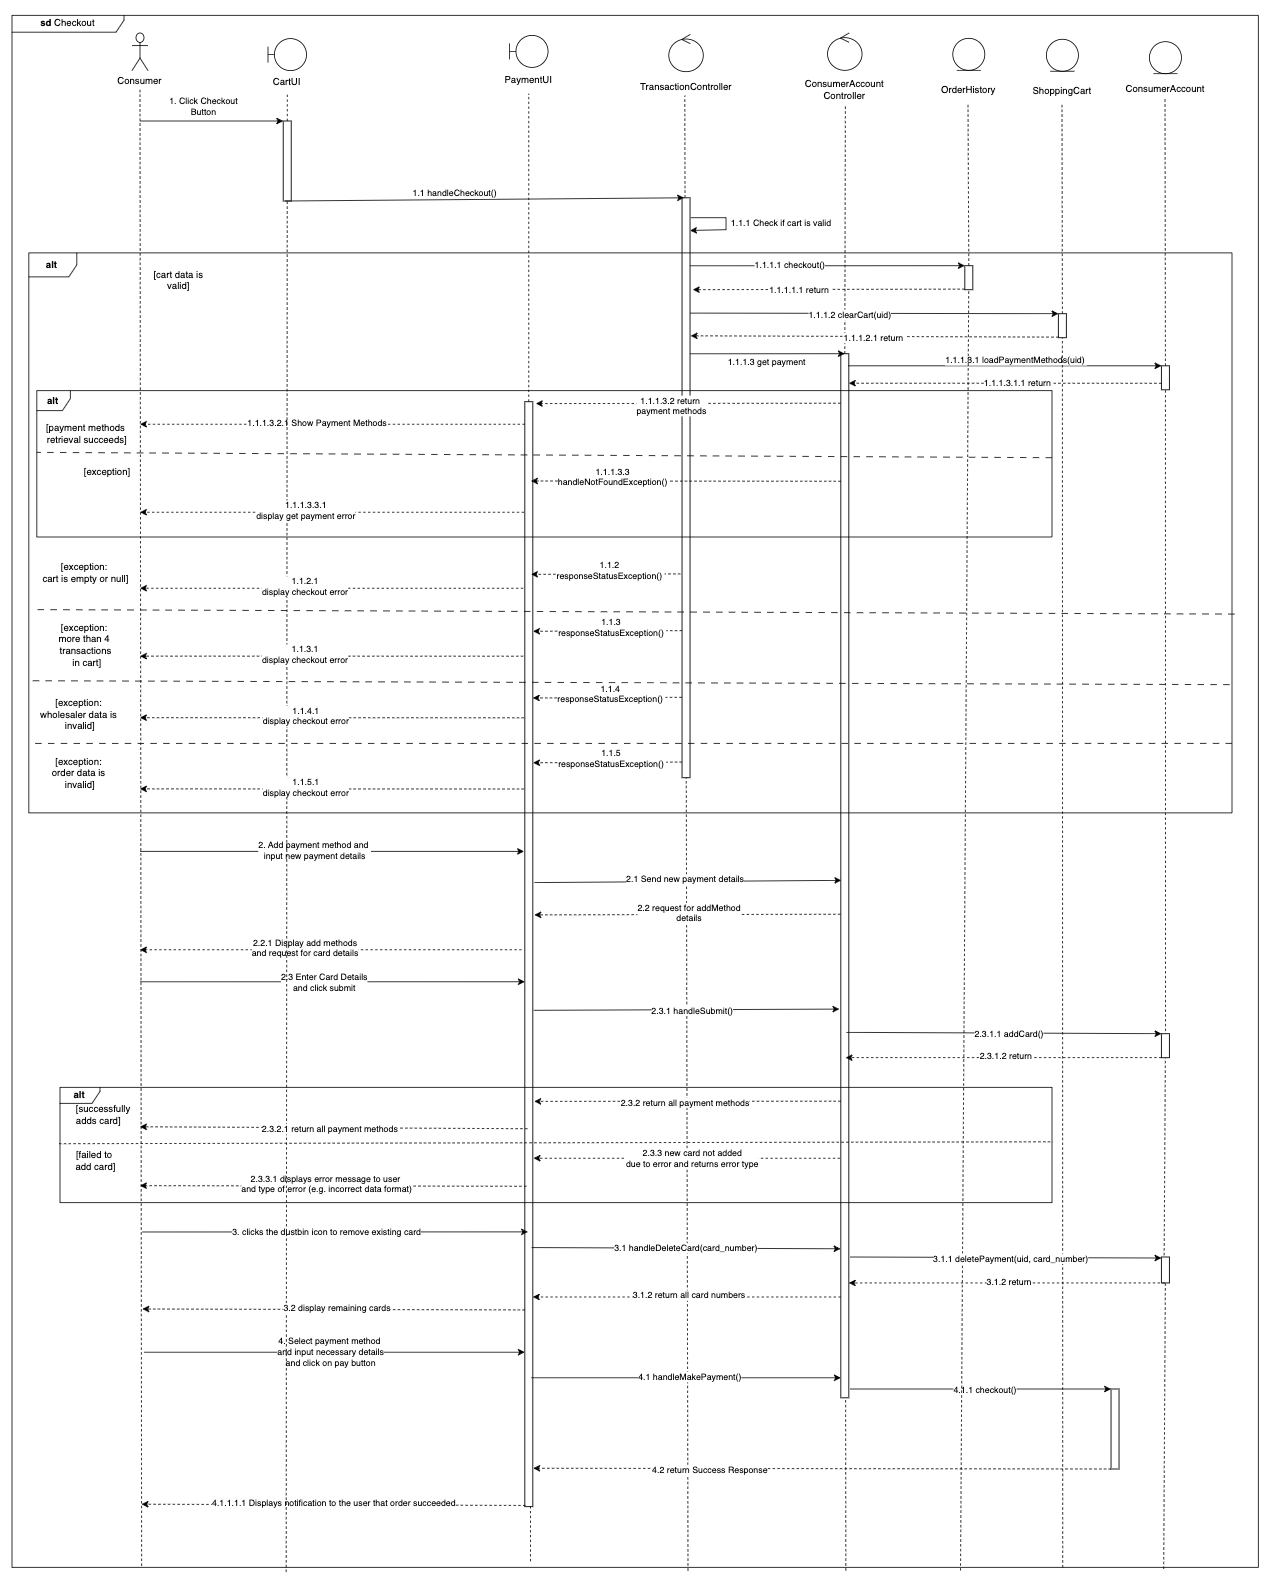 sd Checkout
Consumer
CartUI
PaymentUI
TransactionController
ConsumerAccount
Controller
OrderHistory
ShoppingCart
ConsumerAccount
1. Click Checkout
Button
1.1 handleCheckout()
1.1.1 Check if cart is valid
alt
[cart data is
valid]
1.1.1.1 checkout()
1.1.1.1.1 return
1.1.1.2 clearCart(uid)
1.1.1.2.1 return
1.1.1.3 get payment
1.1.1.3.1 loadPaymentMethods(uid)
1.1.1.3.1.1 return
alt
[payment methods
retrieval succeeds]
1.1.1.3.2 return
payment methods
1.1.1.3.2.1 Show Payment Methods
[exception]
1.1.1.3.3
handleNotFoundException()
1.1.1.3.3.1
display get payment error
[exception:
cart is empty or null]
1.1.2
responseStatusException()
1.1.2.1
display checkout error
[exception:
more than 4
transactions
in cart]
1.1.3
responseStatusException()
1.1.3.1
display checkout error
[exception:
wholesaler data is
invalid]
1.1.4
responseStatusException()
1.1.4.1
display checkout error
[exception:
order data is
invalid]
1.1.5
responseStatusException()
1.1.5.1
display checkout error
2. Add payment method and
input new payment details
2.1 Send new payment details
2.2 request for addMethod
details
2.2.1 Display add methods
and request for card details
2.3 Enter Card Details
and click submit
2.3.1 handleSubmit()
2.3.1.1 addCard()
2.3.1.2 return
alt
[successfully
adds card]
2.3.2 return all payment methods
2.3.2.1 return all payment methods
[failed to
add card]
2.3.3 new card not added
due to error and returns error type
2.3.3.1 displays error message to user
and type of error (e.g. incorrect data format)
3. clicks the dustbin icon to remove existing card
3.1 handleDeleteCard(card_number)
3.1.1 deletePayment(uid, card_number)
3.1.2 return
3.1.2 return all card numbers
3.2 display remaining cards
4. Select payment method
and input necessary details
and click on pay button
4.1 handleMakePayment()
4.1.1 checkout()
4.2 return Success Response
4.1.1.1.1 Displays notification to the user that order succeeded